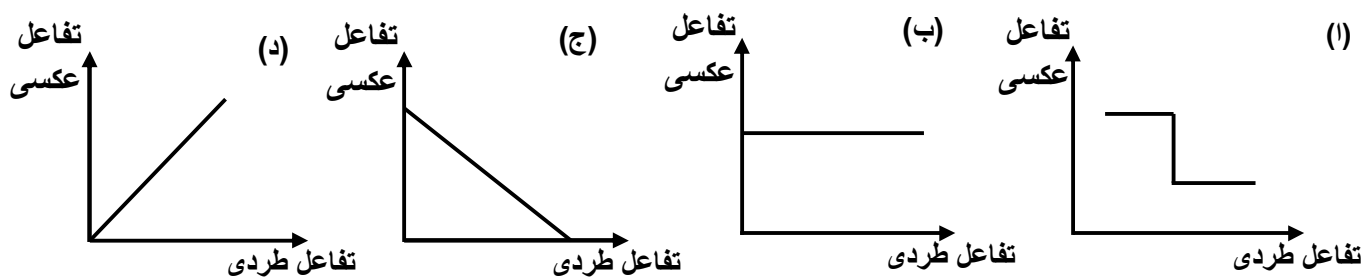 (ا)
تفاعل
عكسى
تفاعل طردى
(ب)
تفاعل
عكسى
تفاعل طردى
(ج)
تفاعل
عكسى
تفاعل طردى
(د)
تفاعل
عكسى
تفاعل طردى